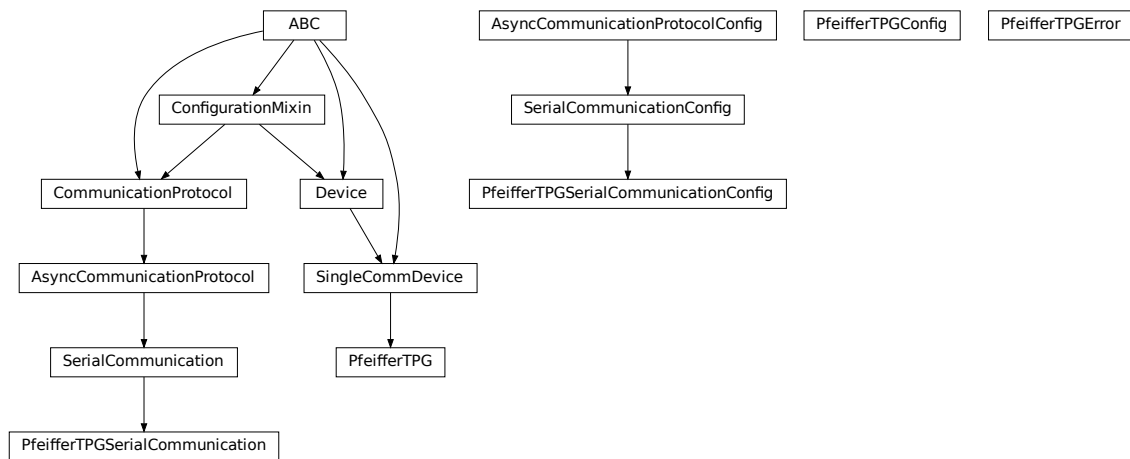 ABC
AsyncCommunicationProtocolConfig
PfeifferTPGConfig
PfeifferTPGError
ConfigurationMixin
SerialCommunicationConfig
CommunicationProtocol
Device
PfeifferTPGSerialCommunicationConfig
AsyncCommunicationProtocol
SingleCommDevice
SerialCommunication
PfeifferTPG
PfeifferTPGSerialCommunication